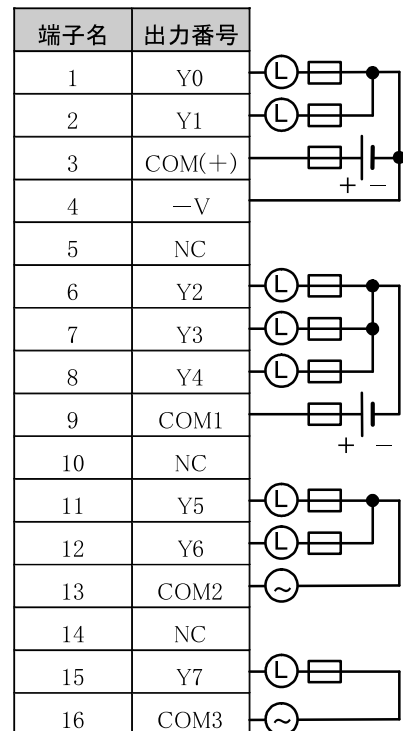 端子名 出力番号
1 Y0 L
2 Y1 L
3 COM(+)
+ −
4 −V
5 NC
6 Y2 L
7 Y3 L
8 Y4 L
9 COM1
+ −
10 NC
11 Y5 L
12 Y6 L
13 COM2 ~
14 NC
15 Y7 L
16 COM3 ~